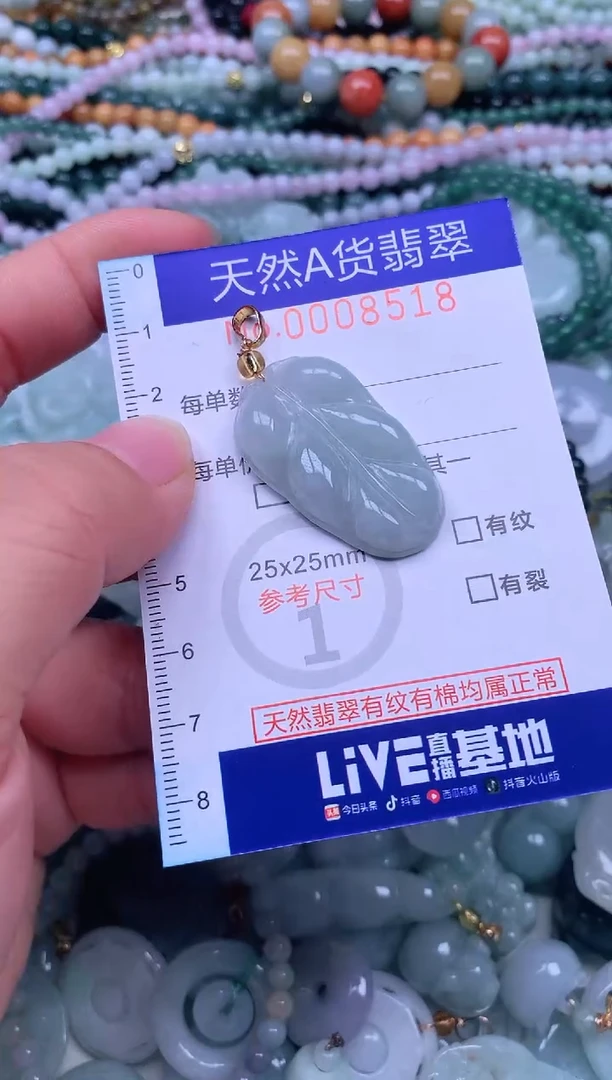 0
天然A货翡翠
No.0008518
1
2
每单数
每单价
其一
有纹
5
25x25mm
有裂
参考尺寸
1
6
天然翡翠有纹有棉均属正常
7
LiVE直播基地
8
今日头条 抖音 西瓜视频 抖音火山版